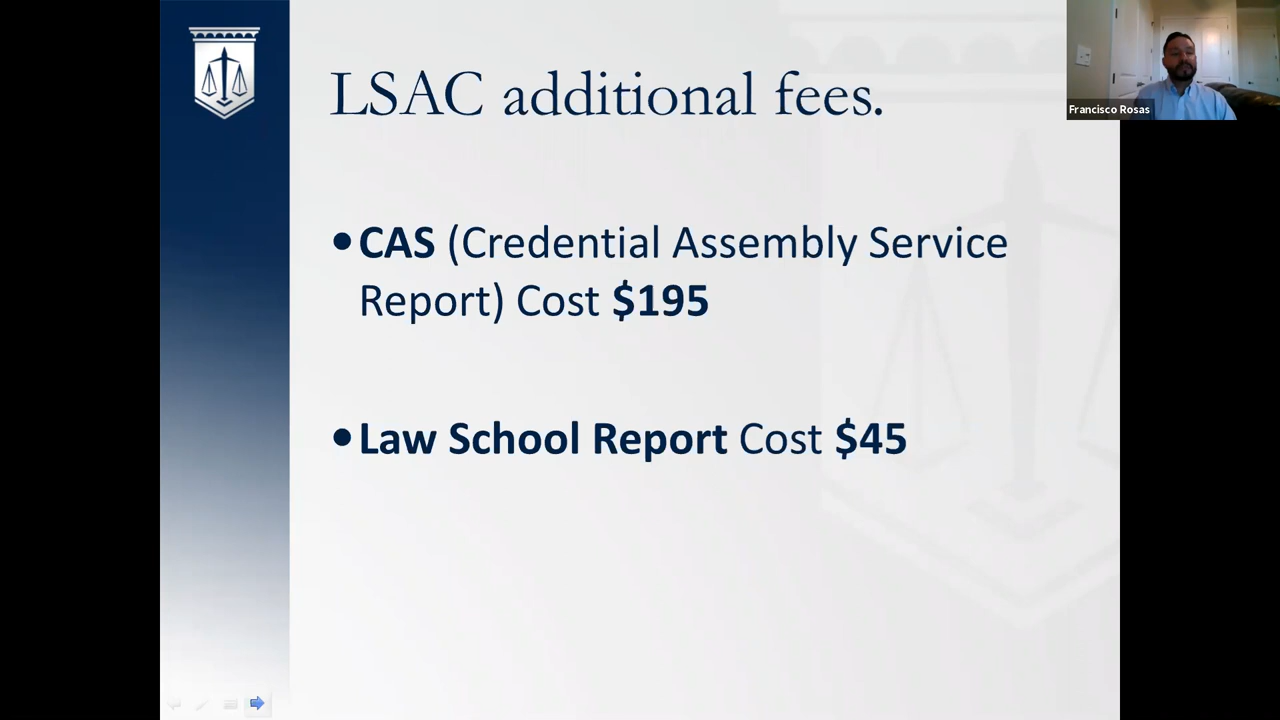 LSAC additional fees.
Francisco Rosas
•CAS (Credential Assembly Service
Report) Cost $195
•Law School Report Cost $45